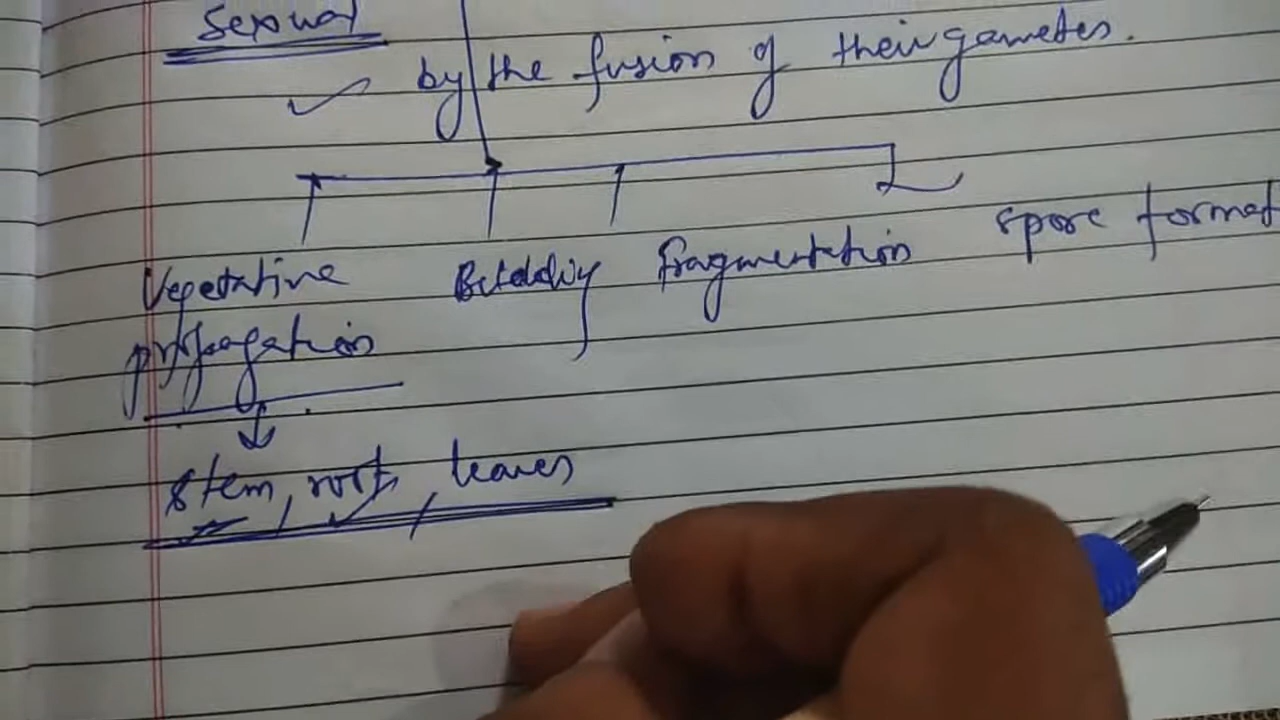 Sexual
by the fusion of their gametes.
Vegetative Budding fragmentation spore format
propagation
stem, root, leaves